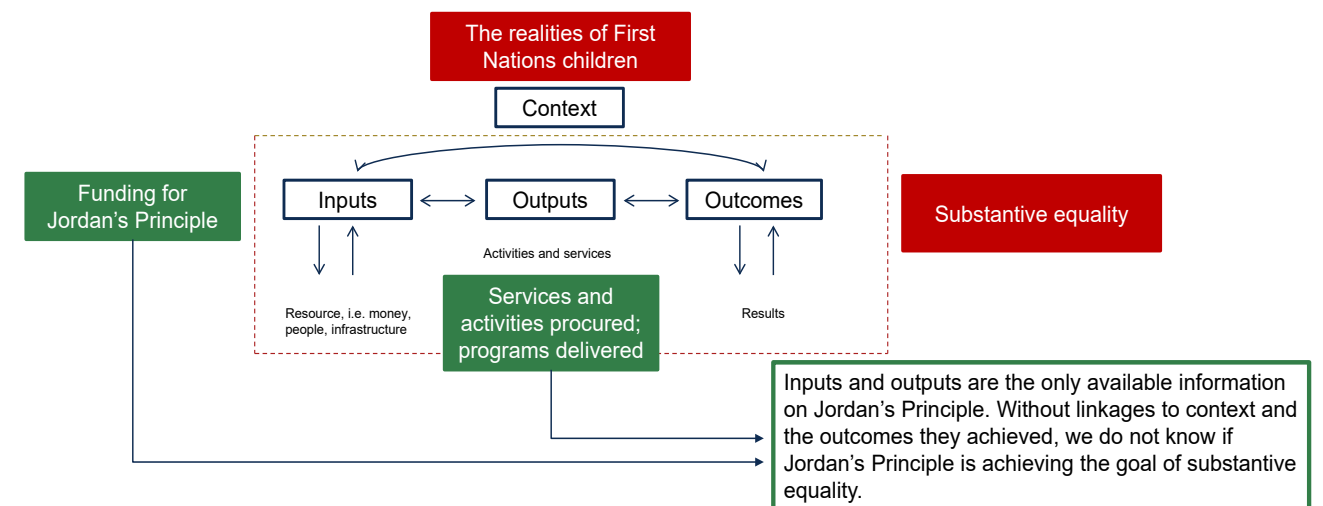 The realities of First
Nations children
Context
Funding for
Jordan's Principle
Inputs
Outputs
Outcomes
Substantive equality
Activities and services
Resource, i.e. money,
people, infrastructure
Services and
activities procured;
programs delivered
Results
Inputs and outputs are the only available information
on Jordan's Principle. Without linkages to context and
the outcomes they achieved, we do not know if
Jordan's Principle is achieving the goal of substantive
equality.